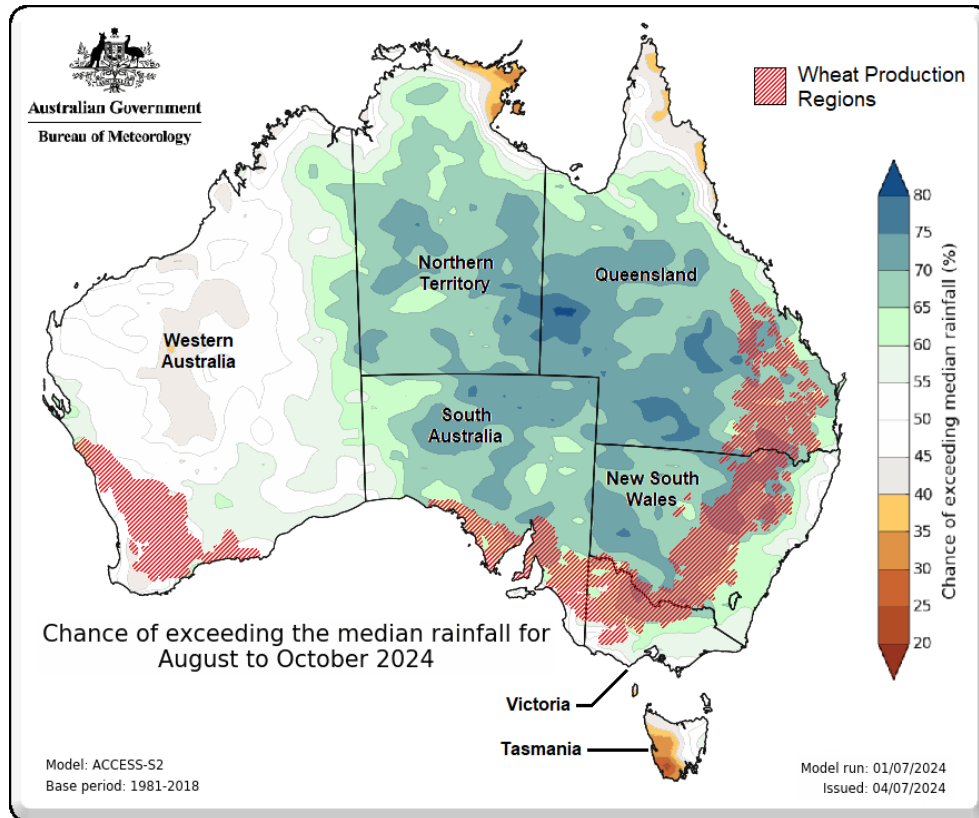 Australian Government
Bureau of Meteorology
Wheat Production
Regions
Northern
Territory
Queensland
Western
Australia
South
Australia
New South
Wales
80
75
70
65
60
55
50
45
40
35
30
25
20
Chance of exceeding median rainfall (%)
Chance of exceeding the median rainfall for
August to October 2024
Victoria
Tasmania
Model: ACCESS-S2
Base period: 1981-2018
Model run: 01/07/2024
Issued: 04/07/2024